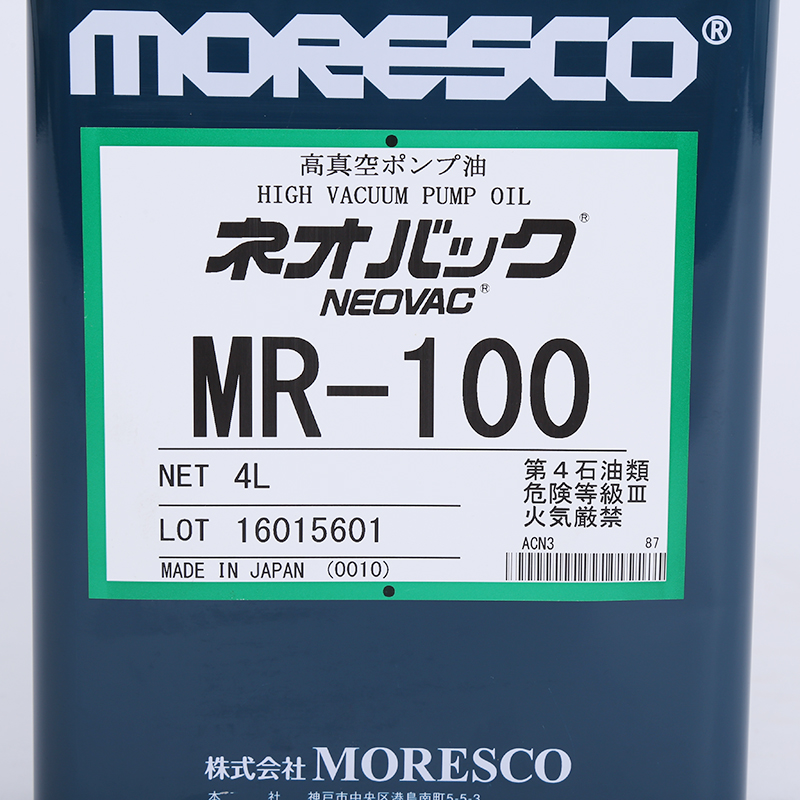 MORESCO®
高真空ポンプ油
HIGH VACUUM PUMP OIL
ネオバック®
NEOVAC®
MR-100
NET 4L
第4石油類
危険等級Ⅲ
火気厳禁
LOT 16015601
ACN3 87
MADE IN JAPAN (0010)
株式会社 MORESCO
本 社 神戸市中央区港島南町5-5-3